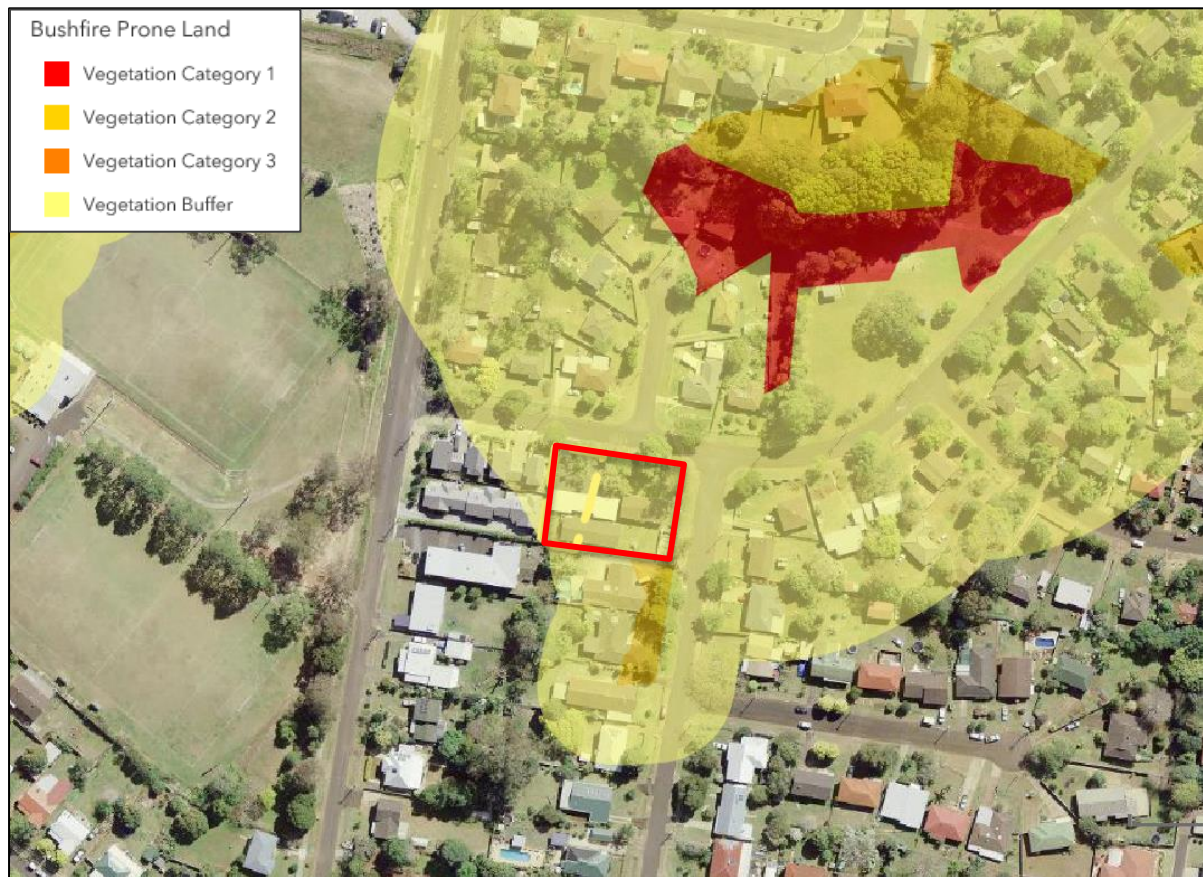 Bushfire Prone Land
Vegetation Category 1
Vegetation Category 2
Vegetation Category 3
Vegetation Buffer